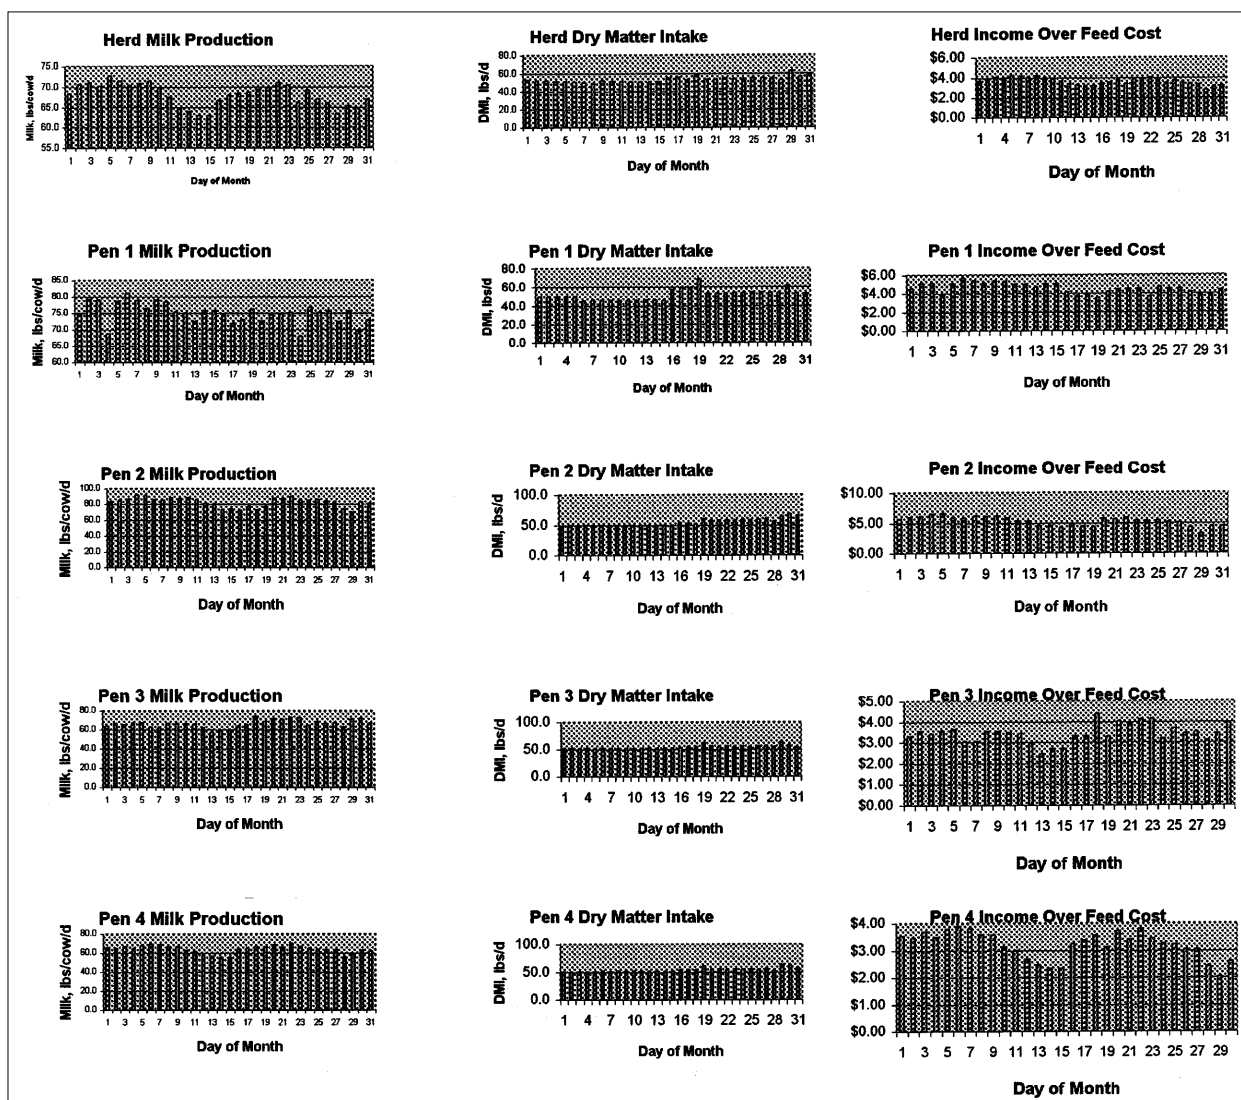 Herd Milk Production
Milk, lbs/cow/d
75.0
70.0
65.0
60.0
55.0
1 3 5 7 9 11 13 15 17 19 21 23 25 27 29 31
Day of Month
Herd Dry Matter Intake
DMI, lbs/d
80.0
60.0
40.0
20.0
0.0
1 4 7 10 13 16 19 22 25 28 31
Day of Month
Herd Income Over Feed Cost
$6.00
$4.00
$2.00
$0.00
1 4 7 10 13 16 19 22 25 28 31
Day of Month
Pen 1 Milk Production
Milk, lbs/cow/d
85.0
80.0
75.0
70.0
65.0
60.0
1 3 5 7 9 11 13 15 17 19 21 23 25 27 29 31
Day of Month
Pen 1 Dry Matter Intake
DMI, lbs/d
80.0
60.0
40.0
20.0
0.0
1 4 7 10 13 16 19 22 25 28 31
Day of Month
Pen 1 Income Over Feed Cost
$6.00
$4.00
$2.00
$0.00
1 3 5 7 9 11 13 15 17 19 21 23 25 27 29 31
Day of Month
Pen 2 Milk Production
Milk, lbs/cow/d
100.0
80.0
60.0
40.0
20.0
0.0
1 3 5 7 9 11 13 15 17 19 21 23 25 27 29 31
Day of Month
Pen 2 Dry Matter Intake
DMI, lbs/d
100.0
50.0
0.0
1 4 7 10 13 16 19 22 25 28 31
Day of Month
Pen 2 Income Over Feed Cost
$10.00
$5.00
$0.00
1 4 7 10 13 16 19 22 25 28 31
Day of Month
Pen 3 Milk Production
Milk, lbs/cow/d
80.0
60.0
40.0
20.0
0.0
1 3 5 7 9 11 13 15 17 19 21 23 25 27 29 31
Day of Month
Pen 3 Dry Matter Intake
DMI, lbs/d
100.0
50.0
0.0
1 4 7 10 13 16 19 22 25 28 31
Day of Month
Pen 3 Income Over Feed Cost
$5.00
$4.00
$3.00
$2.00
$1.00
$0.00
1 3 5 7 9 11 13 15 17 19 21 23 25 27 29
Day of Month
Pen 4 Milk Production
Milk, lbs/cow/d
80.0
60.0
40.0
20.0
0.0
1 3 5 7 9 11 13 15 17 19 21 23 25 27 29 31
Day of Month
Pen 4 Dry Matter Intake
DMI, lbs/d
100.0
50.0
0.0
1 4 7 10 13 16 19 22 25 28 31
Day of Month
Pen 4 Income Over Feed Cost
$4.00
$3.00
$2.00
$1.00
$0.00
1 3 5 7 9 11 13 15 17 19 21 23 25 27 29
Day of Month